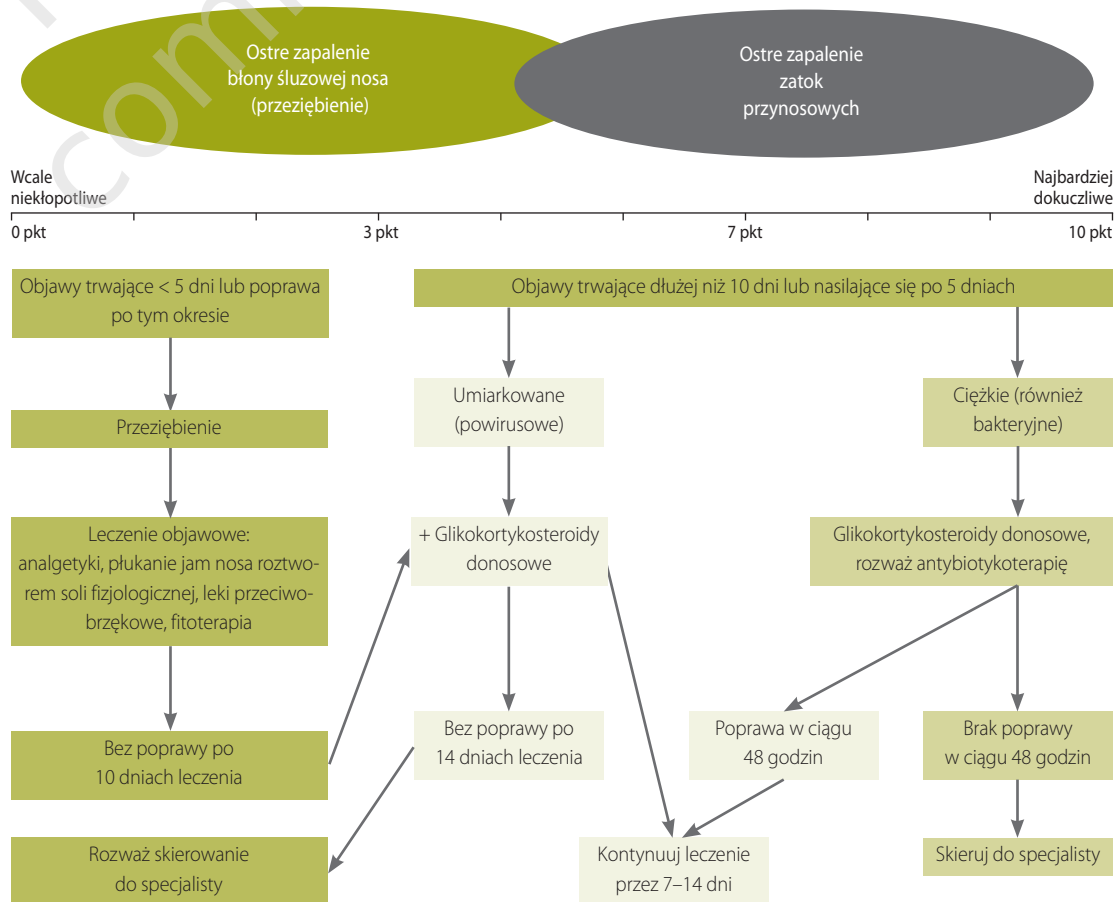 Ostre zapalenie
błony śluzowej nosa
(przeziębienie)
Ostre zapalenie
zatok
przynosowych
Wcale
niekłopotliwe
Najbardziej
dokuczliwe
0 pkt
3 pkt
7 pkt
10 pkt
Objawy trwające < 5 dni lub poprawa
po tym okresie
Objawy trwające dłużej niż 10 dni lub nasilające się po 5 dniach
Przeziębienie
Umiarkowane
(powirusowe)
Ciężkie (również
bakteryjne)
Leczenie objawowe:
analgetyki, płukanie jam nosa roztwo-
rem soli fizjologicznej, leki przeciwo-
brzękowe, fitoterapia
+ Glikokortykosteroidy
donosowe
Glikokortykosteroidy donosowe,
rozważ antybiotykoterapię
Bez poprawy po
10 dniach leczenia
Bez poprawy po
14 dniach leczenia
Poprawa w ciągu
48 godzin
Brak poprawy
w ciągu 48 godzin
Rozważ skierowanie
do specjalisty
Kontynuuj leczenie
przez 7–14 dni
Skieruj do specjalisty